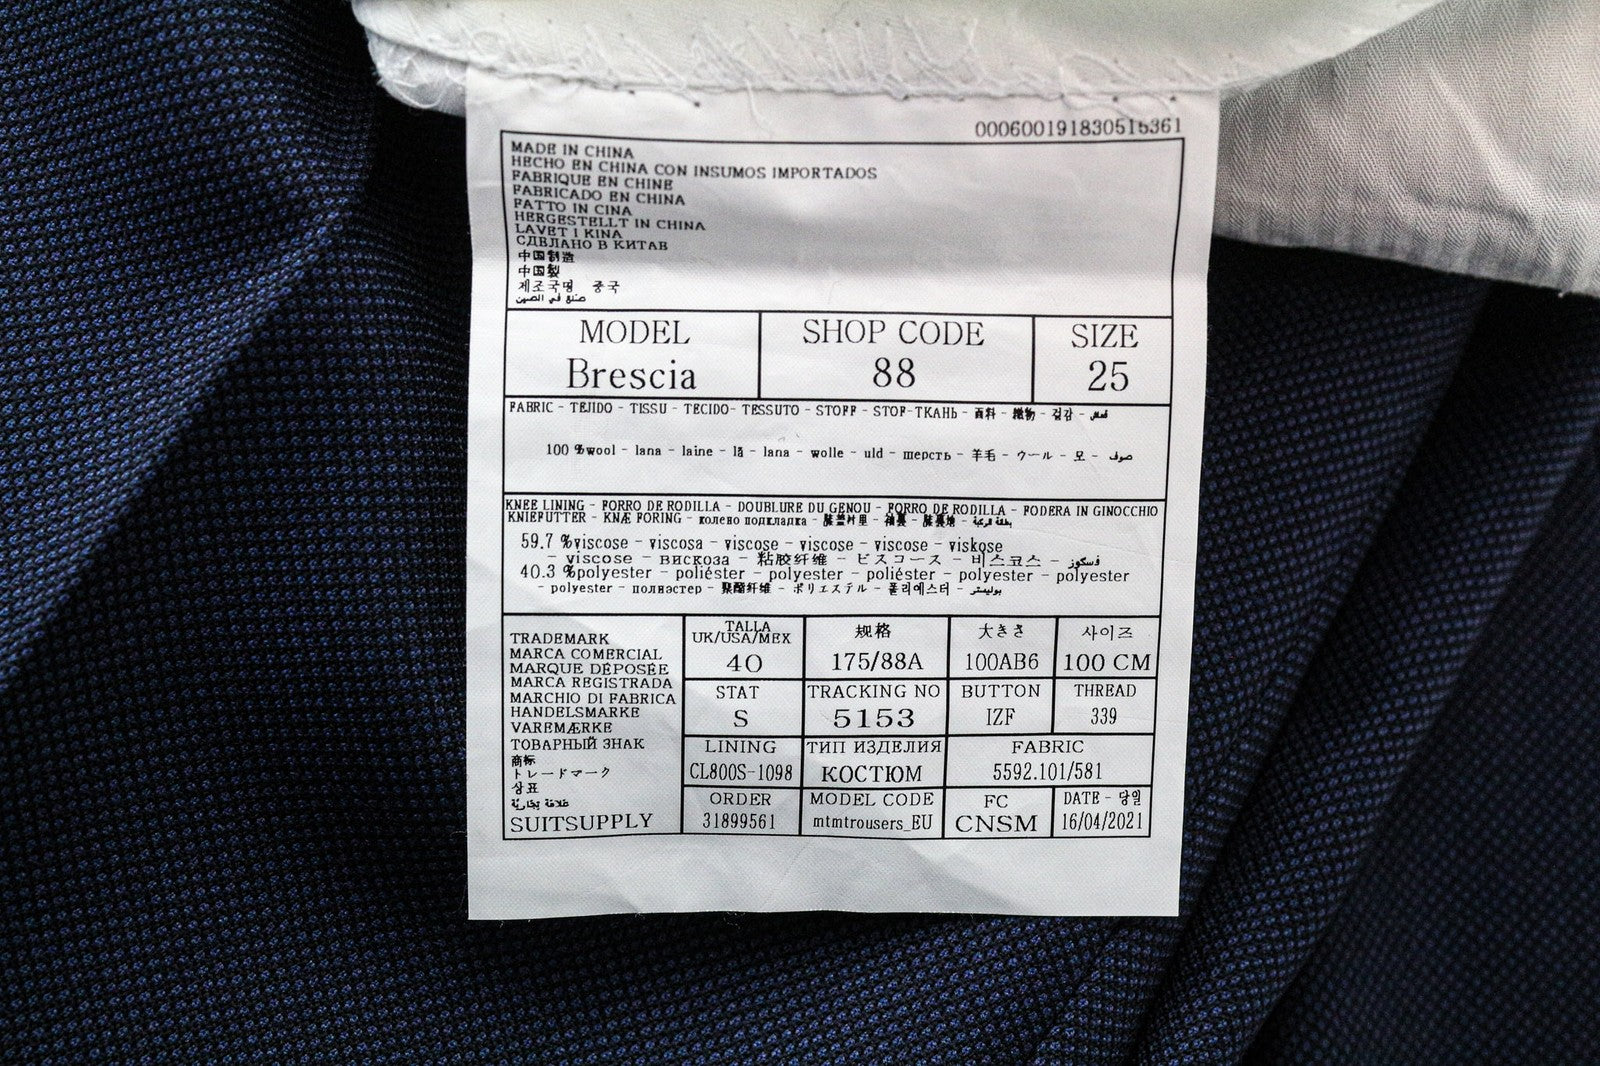 000600191830515361
MADE IN CHINA
HECHO EN CHINA CON INSUMOS IMPORTADOS
FABRIQUE EN CHINE
FABRICADO EN CHINA
FATTO IN CINA
HERGESTELLT IN CHINA
LAVET I KINA
СДЕЛАНО В КИТАЕ
中国制造
中国製
제조국명 중국
صنع في الصين
MODEL
Brescia
SHOP CODE
88
SIZE
25
FABRIC - TEJIDO - TISSU - TECIDO- TESSUTO - STOFF - STOF-ТКАНЬ - 面料 - 織物 - 겉감 - قماش
100 %wool - lana - laine - lã - lana - wolle - uld - шерсть - 羊毛 - ウール - 모 - صوف
KNEE LINING - FORRO DE RODILLA - DOUBLURE DU GENOU - FORRO DE RODILLA - FODERA IN GINOCCHIO
KNIEFUTTER - KNÆ FORING - колено подкладка - 膝盖衬里 - 袖裏 -
59.7 %viscose - viscosa - viscose - viscose - viscose - viskose
- viscose - вискоза - 粘胶纤维 - ビスコース - 비스코스 - فسكوز
40.3 %polyester - poliéster - polyester - poliéster - polyester - polyester
- polyester - полиэстер - 聚酯纤维 - ポリエステル - 폴리에스터 - بوليستر
TRADEMARK
MARCA COMERCIAL
MARQUE DÉPOSÉE
MARCA REGISTRADA
MARCHIO DI FABRICA
HANDELSMARKE
VAREMÆRKE
ТОВАРНЫЙ ЗНАК
商标
トレードマーク
상표
علامة تجارية
SUITSUPPLY
TALLA
UK/USA/MEX
40
规格
175/88A
大きさ
100AB6
사이즈
100 CM
STAT
S
TRACKING NO
5153
BUTTON
IZF
THREAD
339
LINING
CL800S-1098
ТИП ИЗДЕЛИЯ
КОСТЮМ
FABRIC
5592.101/581
ORDER
31899561
MODEL CODE
mtmtrousers_EU
FC
CNSM
DATE - 당일
16/04/2021